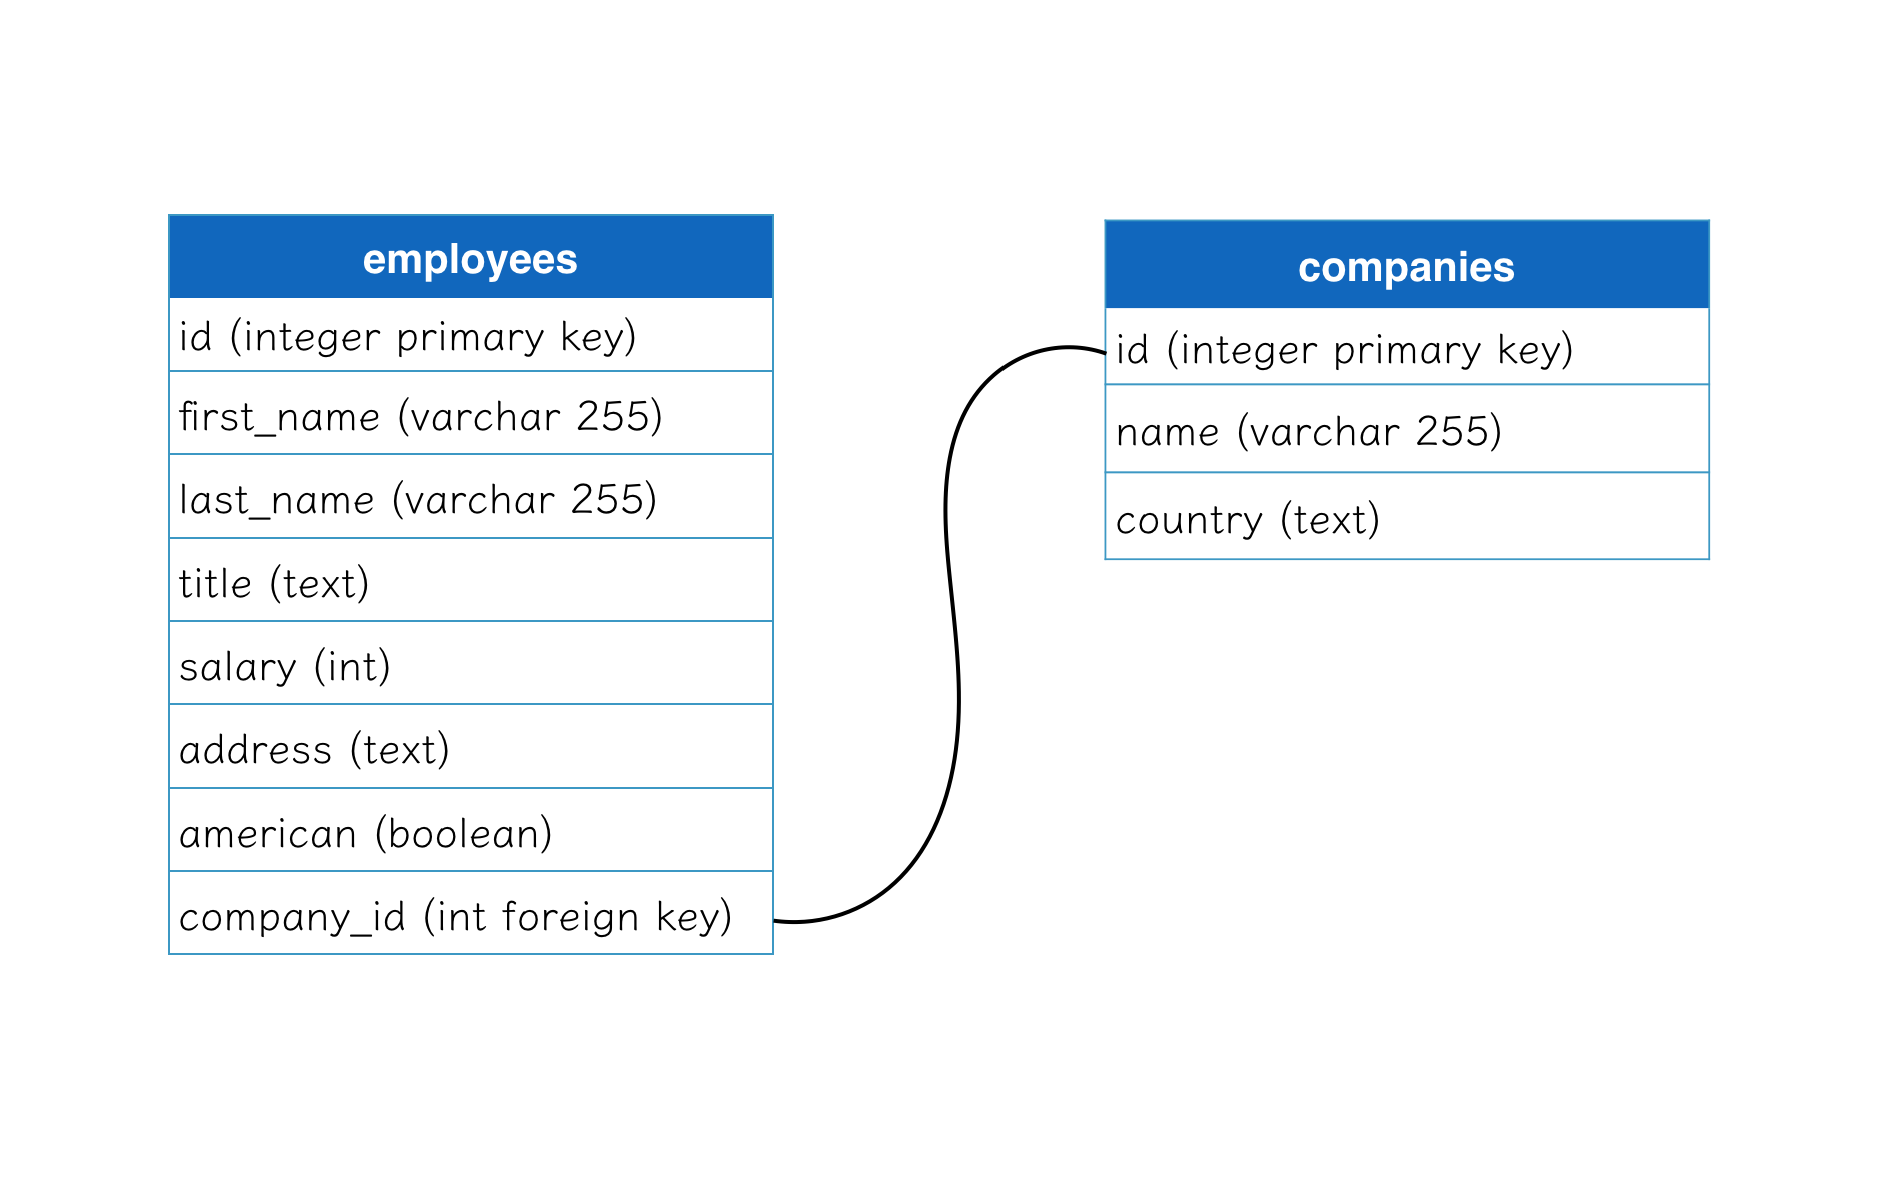 employees
id (integer primary key)
first_name (varchar 255)
last_name (varchar 255)
title (text)
salary (int)
address (text)
american (boolean)
company_id (int foreign key)
companies
id (integer primary key)
name (varchar 255)
country (text)